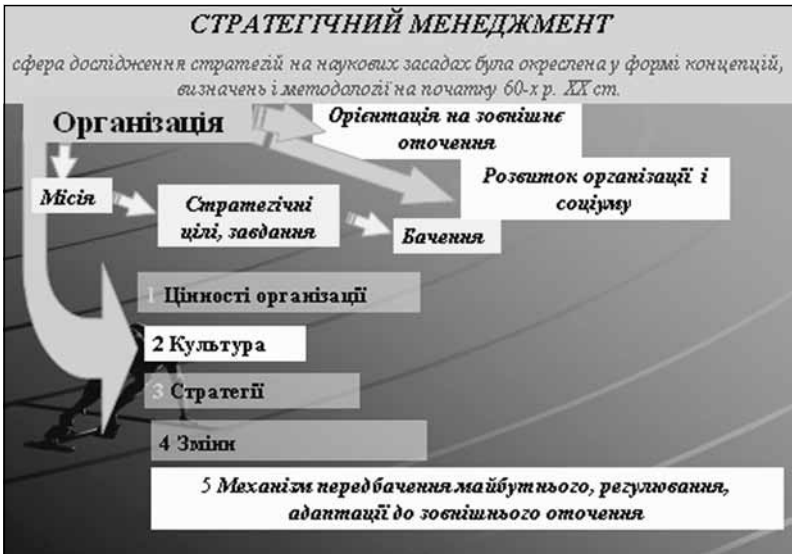 СТРАТЕГІЧНИЙ МЕНЕДЖМЕНТ
сфера дослідження стратегій на наукових засадах була окреслена у формі концепцій,
визначень і методології на початку 60-х р. XX ст.
Організація
Орієнтація на зовнішнє
оточення
Розвиток організації і
соціуму
Місія
Стратегічні
цілі, завдання
Бачення
1 Цінності організації
2 Культура
3 Стратегії
4 Зміни
5 Механізм передбачення майбутнього, регулювання,
адаптації до зовнішнього оточення